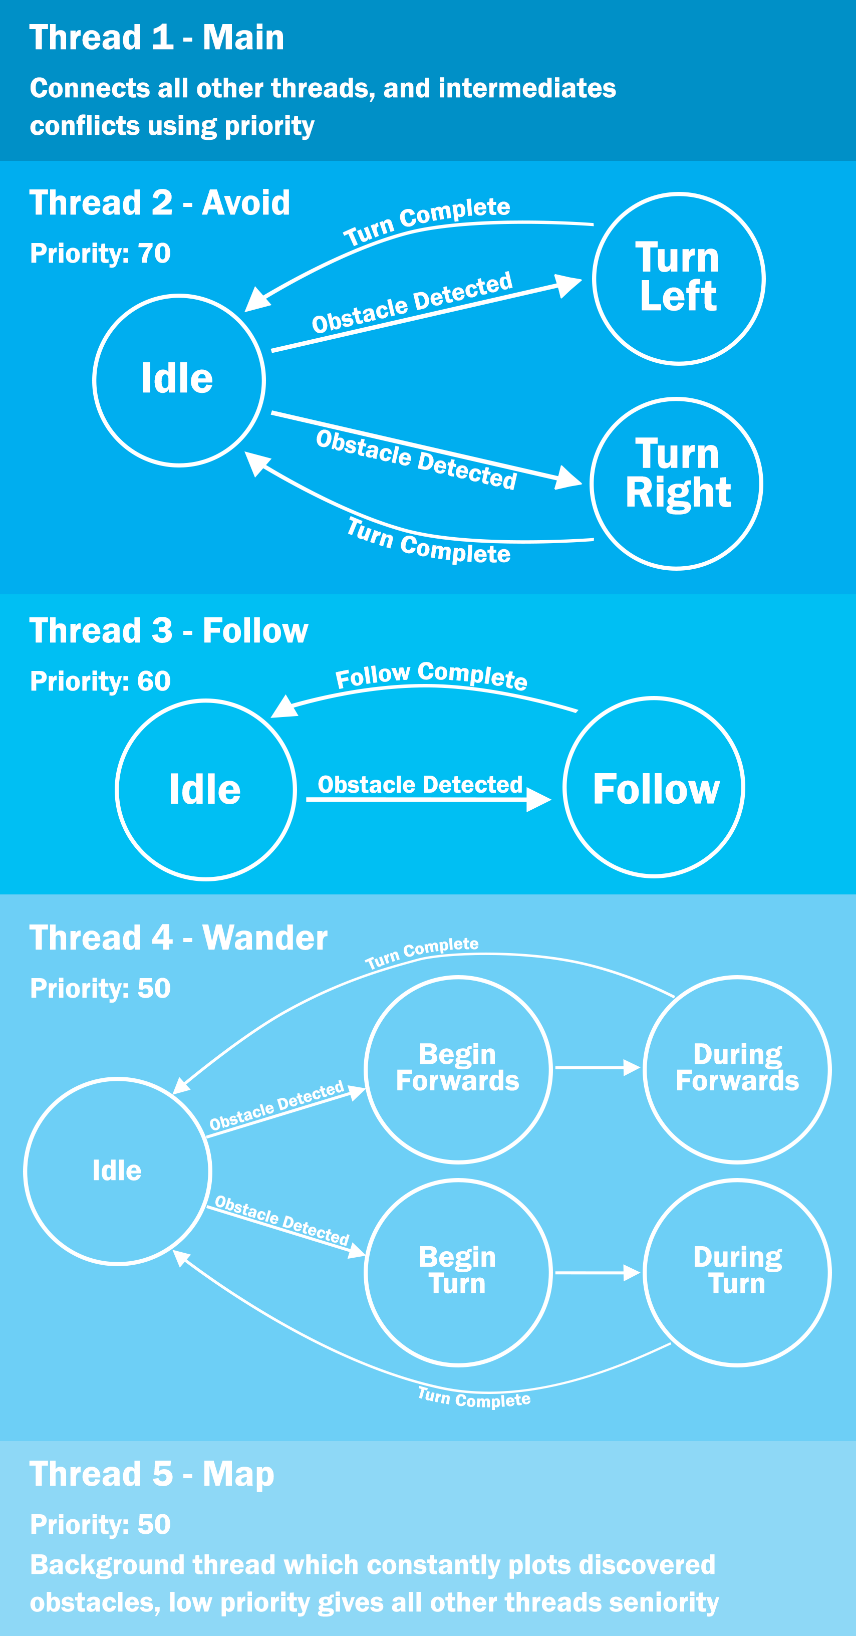 Thread 1 - Main
Connects all other threads, and intermediates
conflicts using priority
Thread 2 - Avoid
Priority: 70
Turn Complete
Obstacle Detected
Turn
Left
Idle
Obstacle Detected
Turn Complete
Turn
Right
Thread 3 - Follow
Priority: 60
Follow Complete
Idle
Obstacle Detected
Follow
Thread 4 - Wander
Priority: 50
Turn Complete
Begin
Forwards
During
Forwards
Obstacle Detected
Idle
Obstacle Detected
Begin
Turn
During
Turn
Turn Complete
Thread 5 - Map
Priority: 50
Background thread which constantly plots discovered
obstacles, low priority gives all other threads seniority